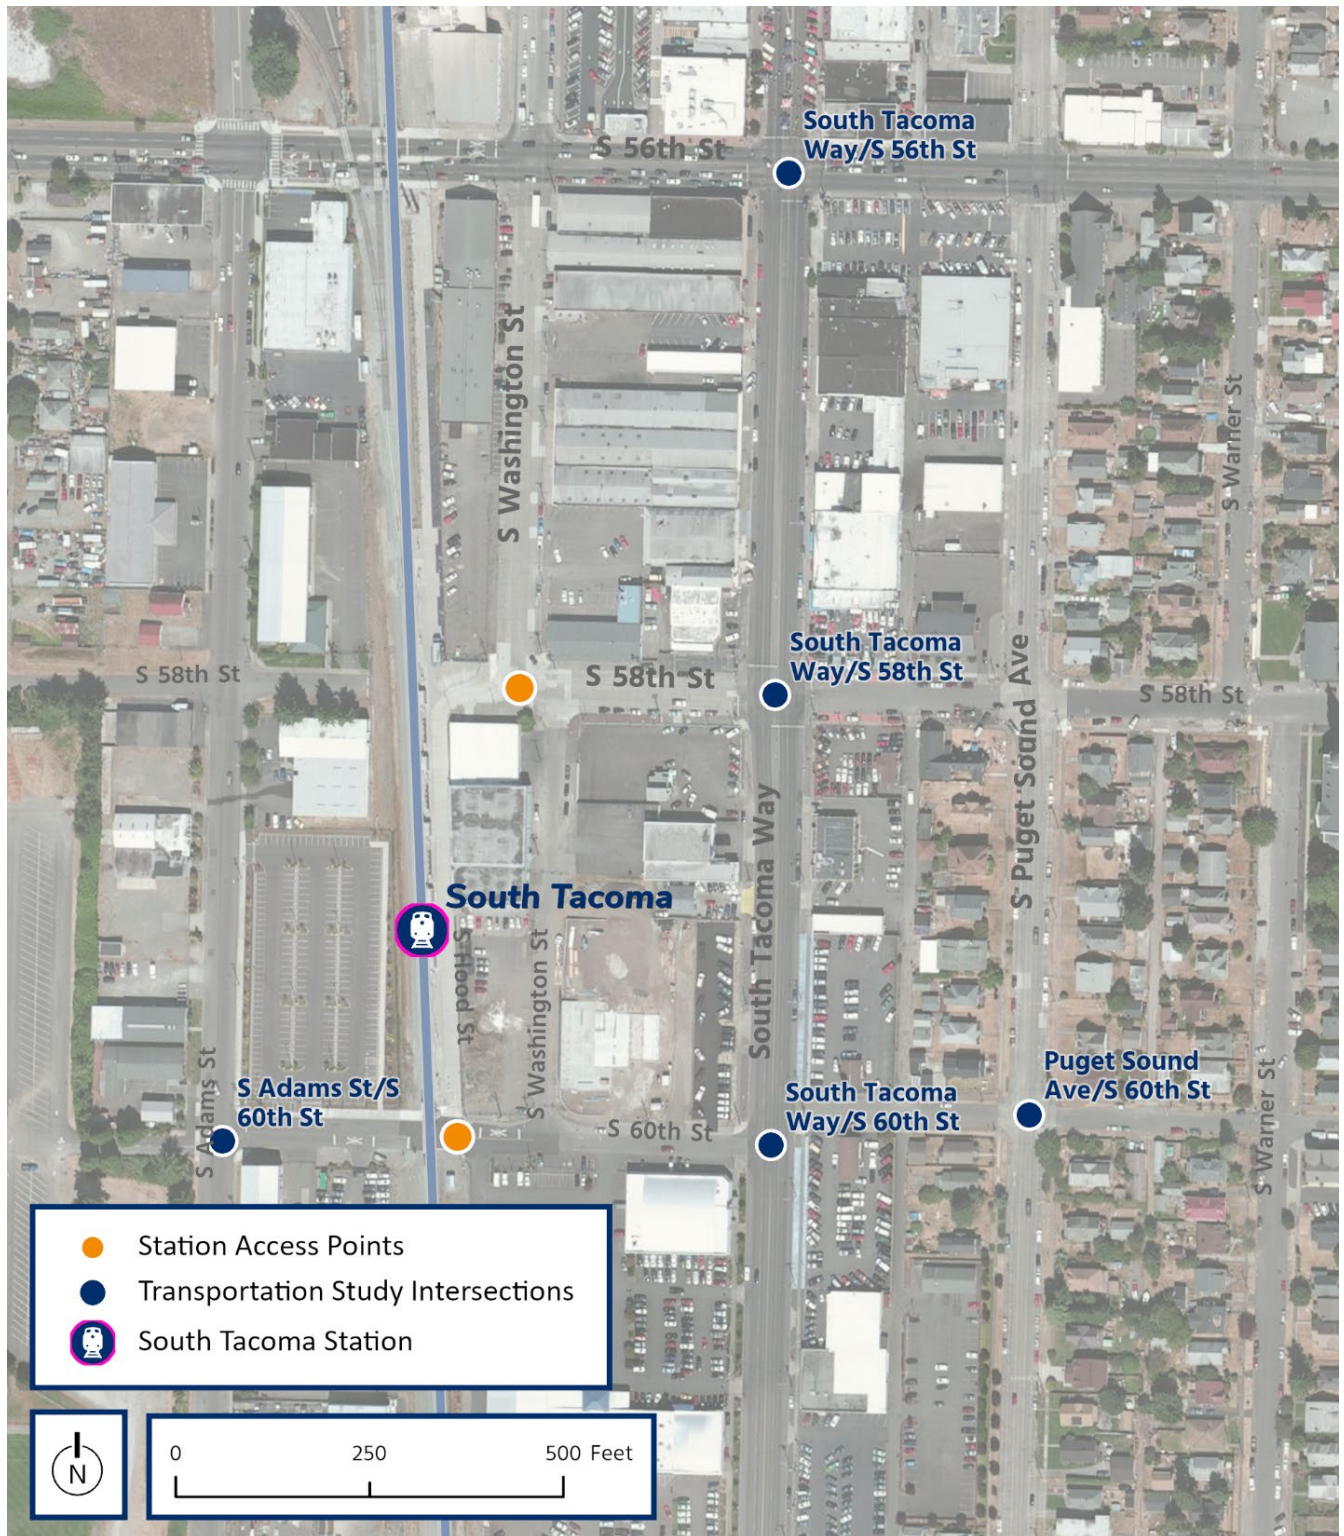 South Tacoma
Way/S 56th St
S 56th St
S Washington St
S Warner St
South Tacoma
Way/S 58th St
S 58th St
S 58th St
S 58th St
S Puget Sound Ave
South Tacoma Way
South Tacoma
S Hood St
S Washington St
S Adams St
S Adams St/S
60th St
South Tacoma
Way/S 60th St
S 60th St
Puget Sound
Ave/S 60th St
S Warner St
Station Access Points
Transportation Study Intersections
South Tacoma Station
N
0 250 500 Feet